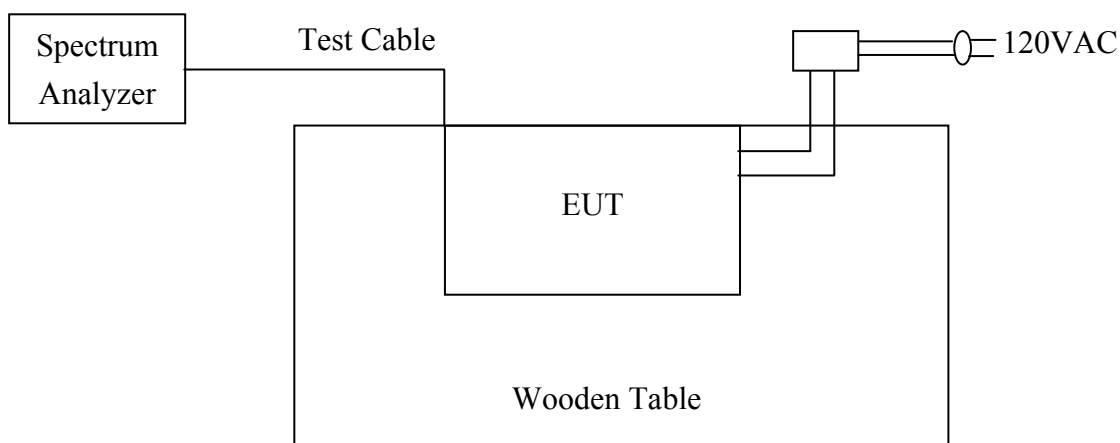 Spectrum
Analyzer
Test Cable
120VAC
EUT
Wooden Table